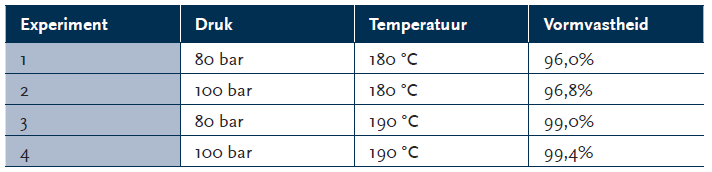 Experiment Druk Temperatuur Vormvastheid
1 80 bar 180 °C 96,0%
2 100 bar 180 °C 96,8%
3 80 bar 190 °C 99,0%
4 100 bar 190 °C 99,4%